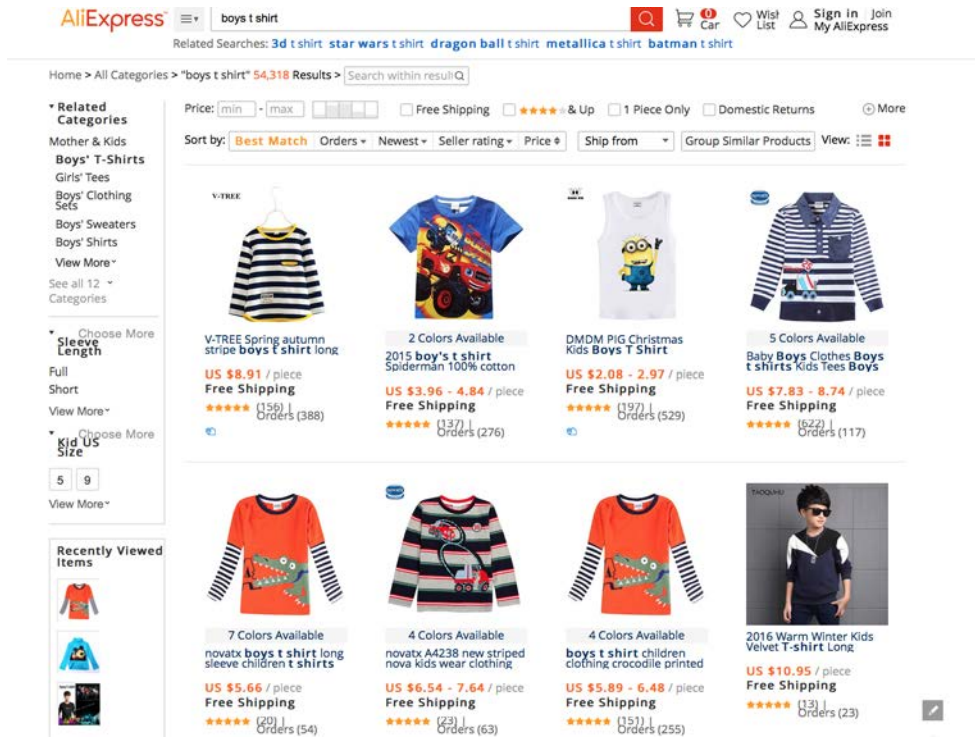 AliExpress™
boys t shirt
0
Car
Wish
List
Sign in Join
My AliExpress
Related Searches: 3d t shirt star wars t shirt dragon ball t shirt metallica t shirt batman t shirt
Home > All Categories > "boys t shirt" 54,318 Results > Search within result
Related
Categories
Mother & Kids
Boys' T-Shirts
Girls' Tees
Boys' Clothing
Sets
Boys' Sweaters
Boys' Shirts
View More
See all 12
Categories
Choose More
Sleeve
Length
Full
Short
View More
Choose More
Kid US
Size
5 9
View More
Recently Viewed
Items
Price: min - max Free Shipping & Up 1 Piece Only Domestic Returns More
Sort by: Best Match Orders Newest Seller rating Price Ship from Group Similar Products View:
V-TREE
V-TREE Spring autumn
stripe boys t shirt long
US $8.91 / piece
Free Shipping
(156) |
Orders (388)
2 Colors Available
2015 boy's t shirt
Spiderman 100% cotton
US $3.96 - 4.84 / piece
Free Shipping
(137) |
Orders (276)
DMDM PIG Christmas
Kids Boys T Shirt
US $2.08 - 2.97 / piece
Free Shipping
(197) |
Orders (529)
5 Colors Available
Baby Boys Clothes Boys
t shirts Kids Tees Boys
US $7.83 - 8.74 / piece
Free Shipping
(622) |
Orders (117)
7 Colors Available
novatx boys t shirt long
sleeve children t shirts
US $5.66 / piece
Free Shipping
(20) |
Orders (54)
4 Colors Available
novatx A4238 new striped
nova kids wear clothing
US $6.54 - 7.64 / piece
Free Shipping
(23) |
Orders (63)
4 Colors Available
boys t shirt children
clothing crocodile printed
US $5.89 - 6.48 / piece
Free Shipping
(151) |
Orders (255)
TAOQUHU
2016 Warm Winter Kids
Velvet T-shirt Long
US $10.95 / piece
Free Shipping
(13) |
Orders (23)